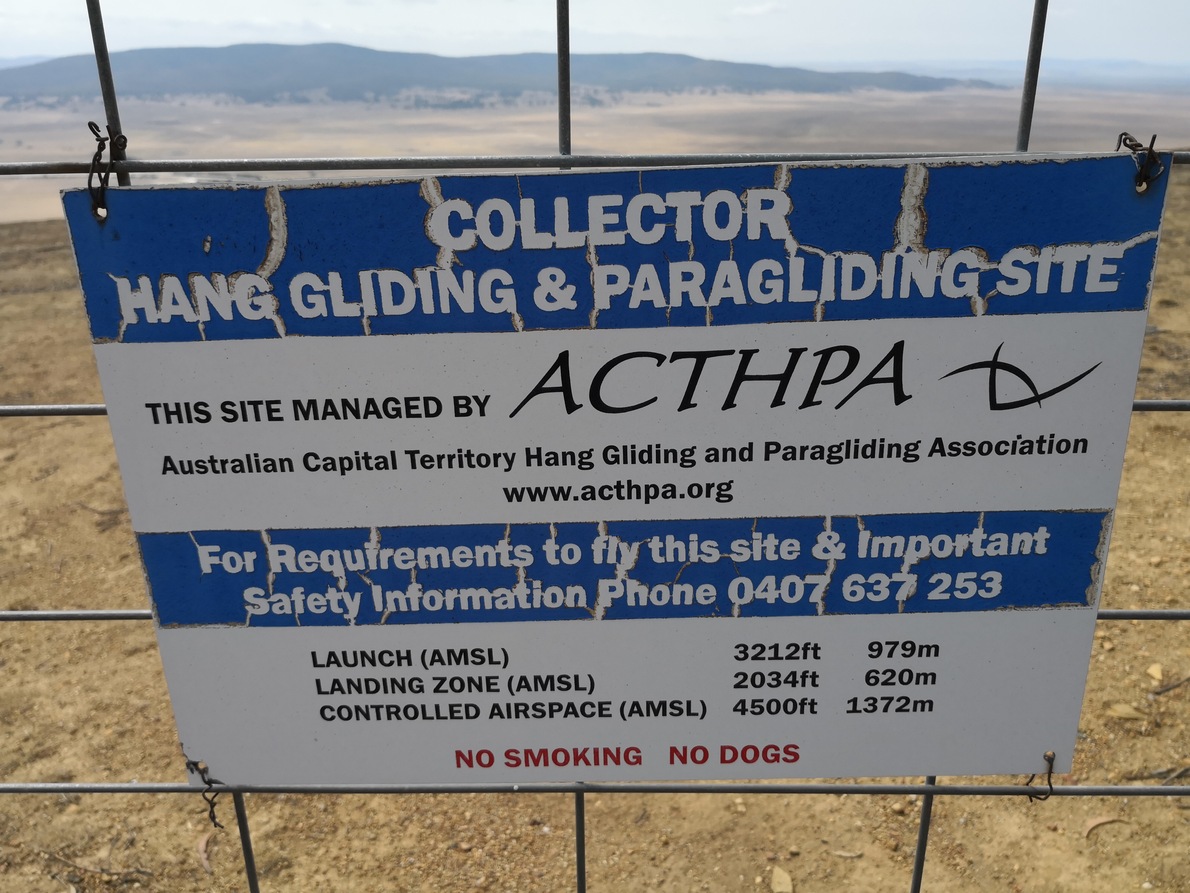 COLLECTOR
HANG GLIDING & PARAGLIDING SITE
THIS SITE MANAGED BY ACTHPA
Australian Capital Territory Hang Gliding and Paragliding Association
www.acthpa.org
For Requirements to fly this site & Important
Safety Information Phone 0407 637 253
LAUNCH (AMSL) 3212ft 979m
LANDING ZONE (AMSL) 2034ft 620m
CONTROLLED AIRSPACE (AMSL) 4500ft 1372m
NO SMOKING NO DOGS